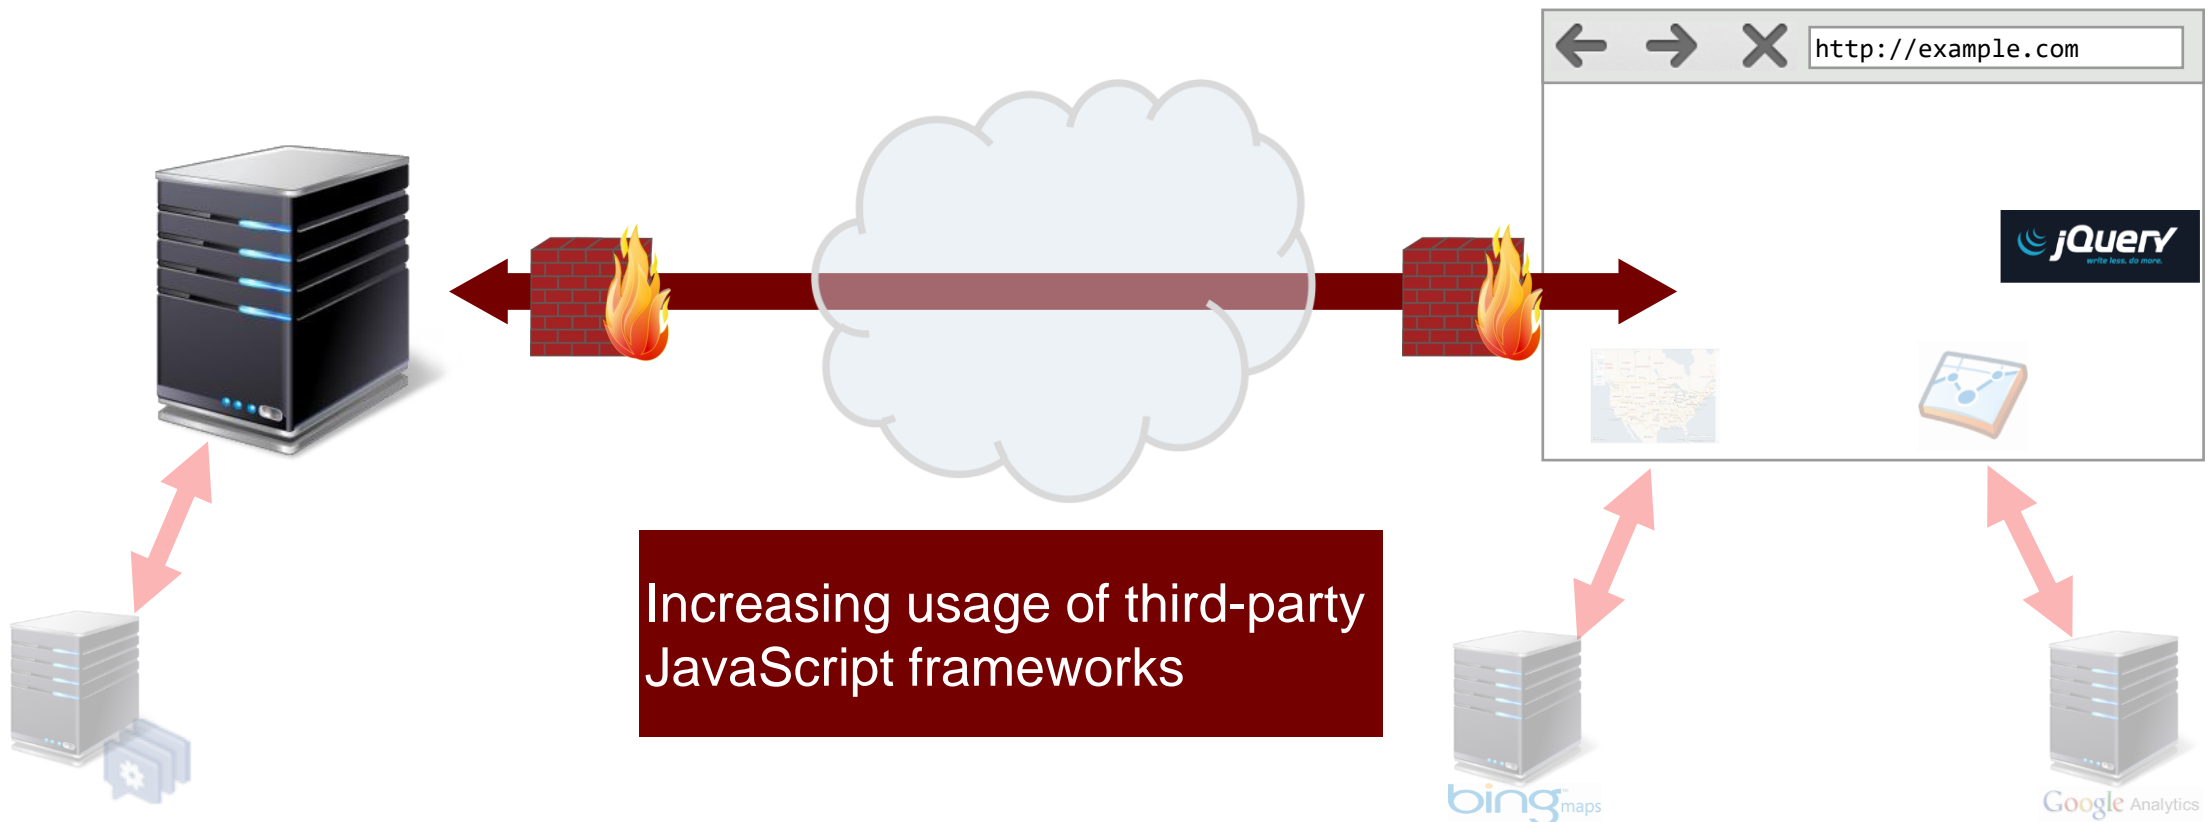 http://example.com
jQuery
write less. do more.
Increasing usage of third-party
JavaScript frameworks
bing maps
Google Analytics